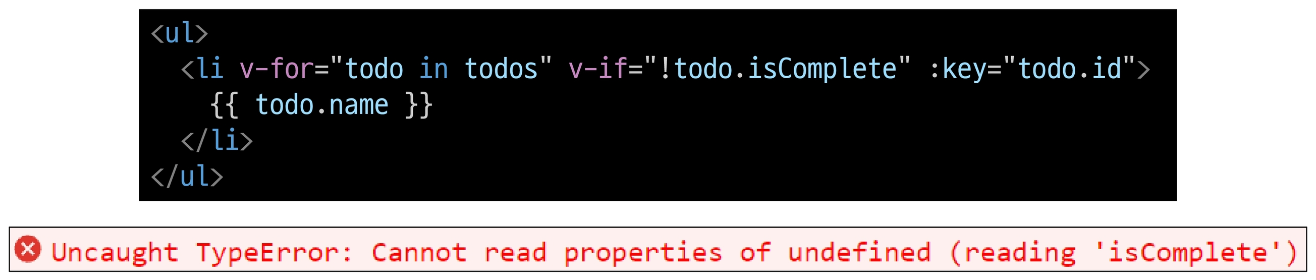 <ul>
  <li v-for="todo in todos" v-if="!todo.isComplete" :key="todo.id">
    {{ todo.name }}
  </li>
</ul>
Uncaught TypeError: Cannot read properties of undefined (reading 'isComplete')